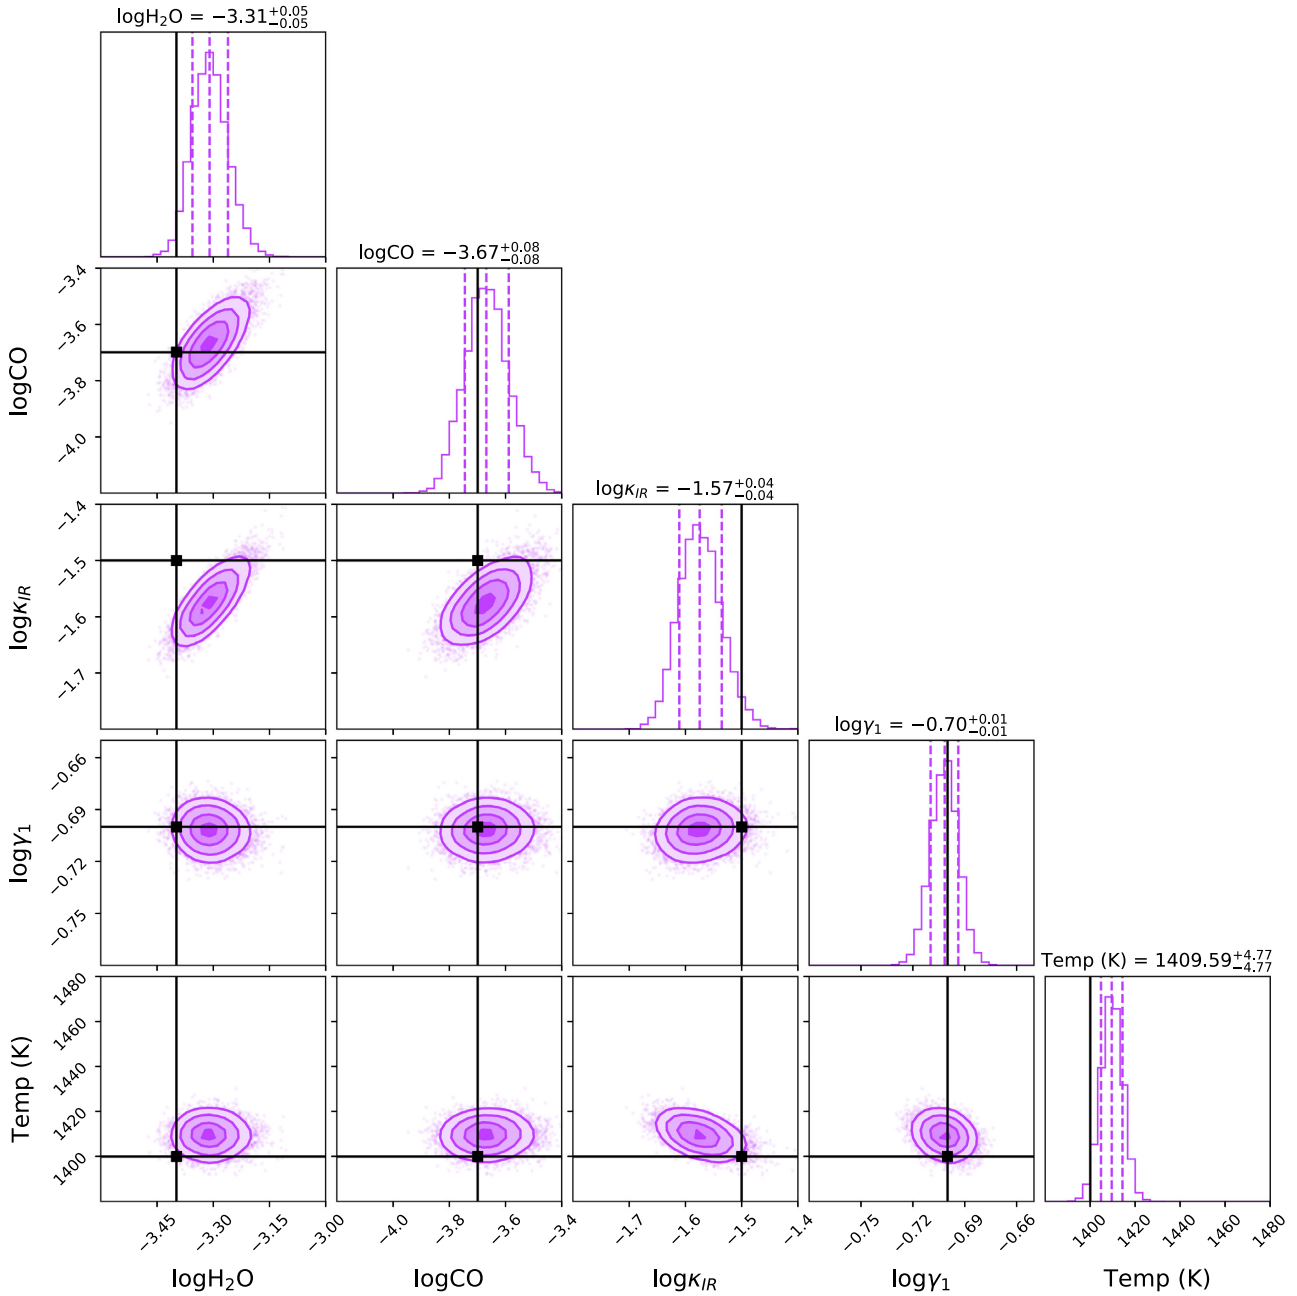 logH₂O = −3.31 +0.05 −0.05
logCO = −3.67 +0.08 −0.08
−3.4
−3.6
−3.8
−4.0
logCO
logκ_IR = −1.57 +0.04 −0.04
−1.4
−1.5
−1.6
−1.7
logκ_IR
logγ₁ = −0.70 +0.01 −0.01
−0.66
−0.69
−0.72
−0.75
logγ₁
Temp (K) = 1409.59 +4.77 −4.77
1480
1460
1440
1420
1400
Temp (K)
−3.45 −3.30 −3.15 −3.00 −4.0 −3.8 −3.6 −3.4 −1.7 −1.6 −1.5 −1.4 −0.75 −0.72 −0.69 −0.66 1400 1420 1440 1460 1480
logH₂O logCO logκ_IR logγ₁ Temp (K)